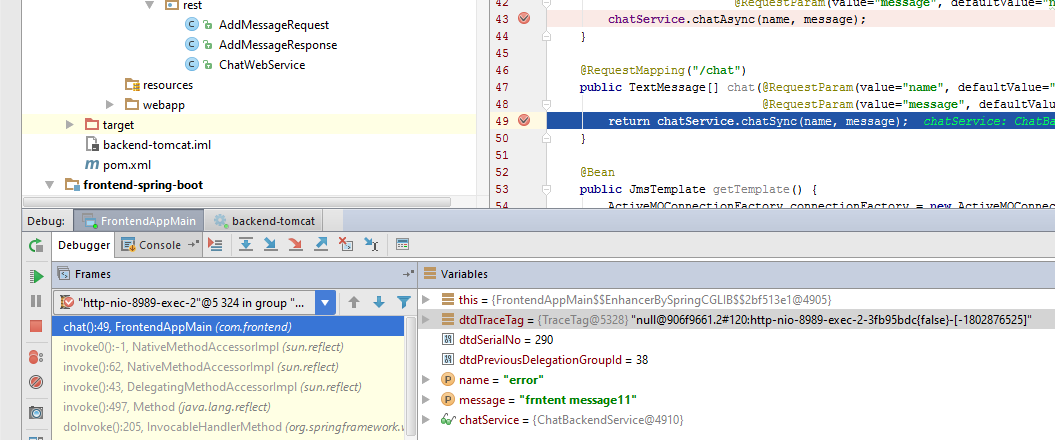 rest
AddMessageRequest
AddMessageResponse
ChatWebService
resources
webapp
target
backend-tomcat.iml
pom.xml
frontend-spring-boot
42 @RequestParam(value="message", defaultValue="n
43 chatService.chatAsync(name, message);
44 }
45
46 @RequestMapping("/chat")
47 public TextMessage[] chat(@RequestParam(value="name", defaultValue="
48 @RequestParam(value="message", defaultValu
49 return chatService.chatSync(name, message); chatService: ChatBa
50 }
51
52 @Bean
53 public JmsTemplate getTemplate() {
54 ActiveMQConnectionFactory connectionFactory = new ActiveMQConne
Debug: FrontendAppMain backend-tomcat
Debugger Console
Frames
"http-nio-8989-exec-2"@5 324 in group "...
chat():49, FrontendAppMain (com.frontend)
invoke0():-1, NativeMethodAccessorImpl (sun.reflect)
invoke():62, NativeMethodAccessorImpl (sun.reflect)
invoke():43, DelegatingMethodAccessorImpl (sun.reflect)
invoke():497, Method (java.lang.reflect)
doInvoke():205, InvocableHandlerMethod (org.springframework.v
Variables
this = {FrontendAppMain$$EnhancerBySpringCGLIB$$2bf513e1@4905}
dtdTraceTag = {TraceTag@5328} "null@906f9661.2#120:http-nio-8989-exec-2-3fb95bdc{false}-[-1802876525]"
dtdSerialNo = 290
dtdPreviousDelegationGroupId = 38
name = "error"
message = "frntent message11"
chatService = {ChatBackendService@4910}